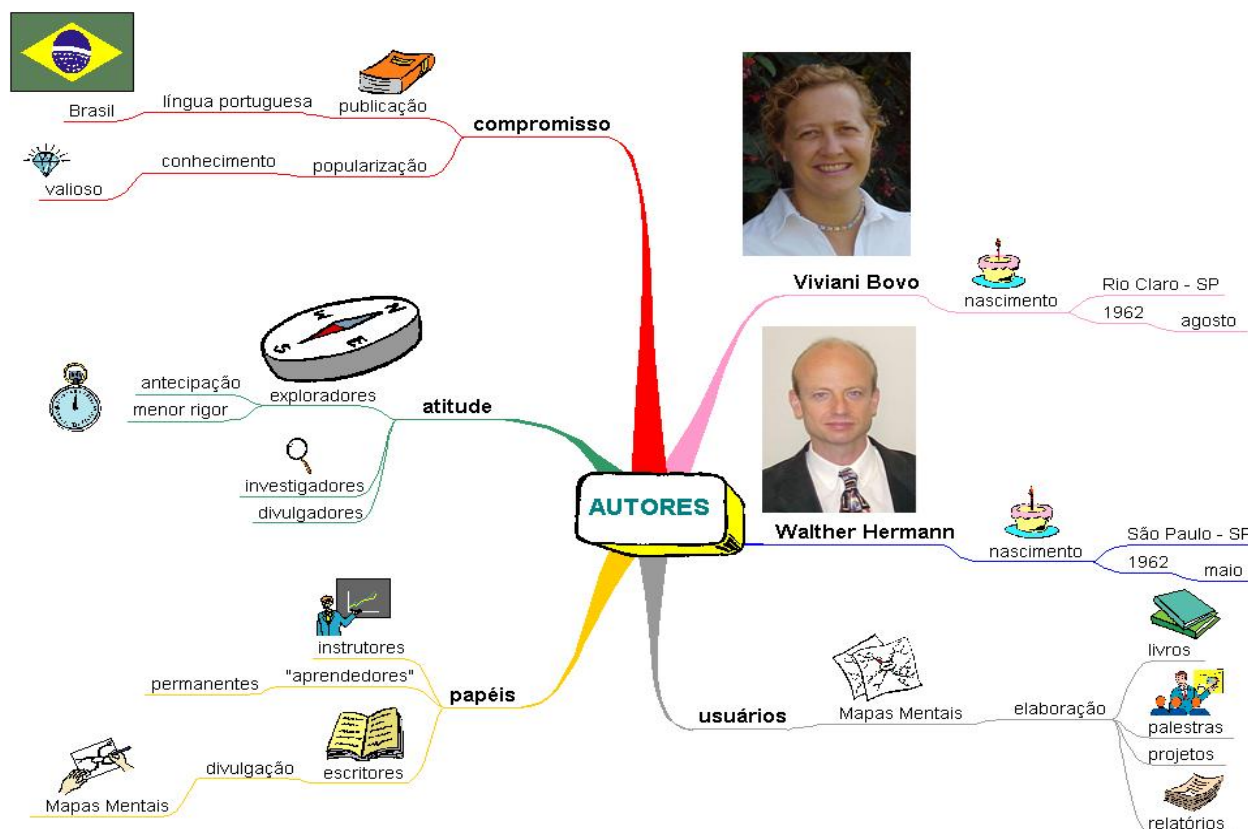 Brasil
língua portuguesa
publicação
compromisso
valioso
conhecimento
popularização
Viviani Bovo
nascimento
Rio Claro - SP
1962
agosto
N
W
S
E
antecipação
menor rigor
exploradores
atitude
investigadores
divulgadores
AUTORES
Walther Hermann
nascimento
São Paulo - SP
1962
maio
instrutores
permanentes
"aprendedores"
papéis
Mapas Mentais
divulgação
escritores
usuários
Mapas Mentais
elaboração
livros
palestras
projetos
relatórios